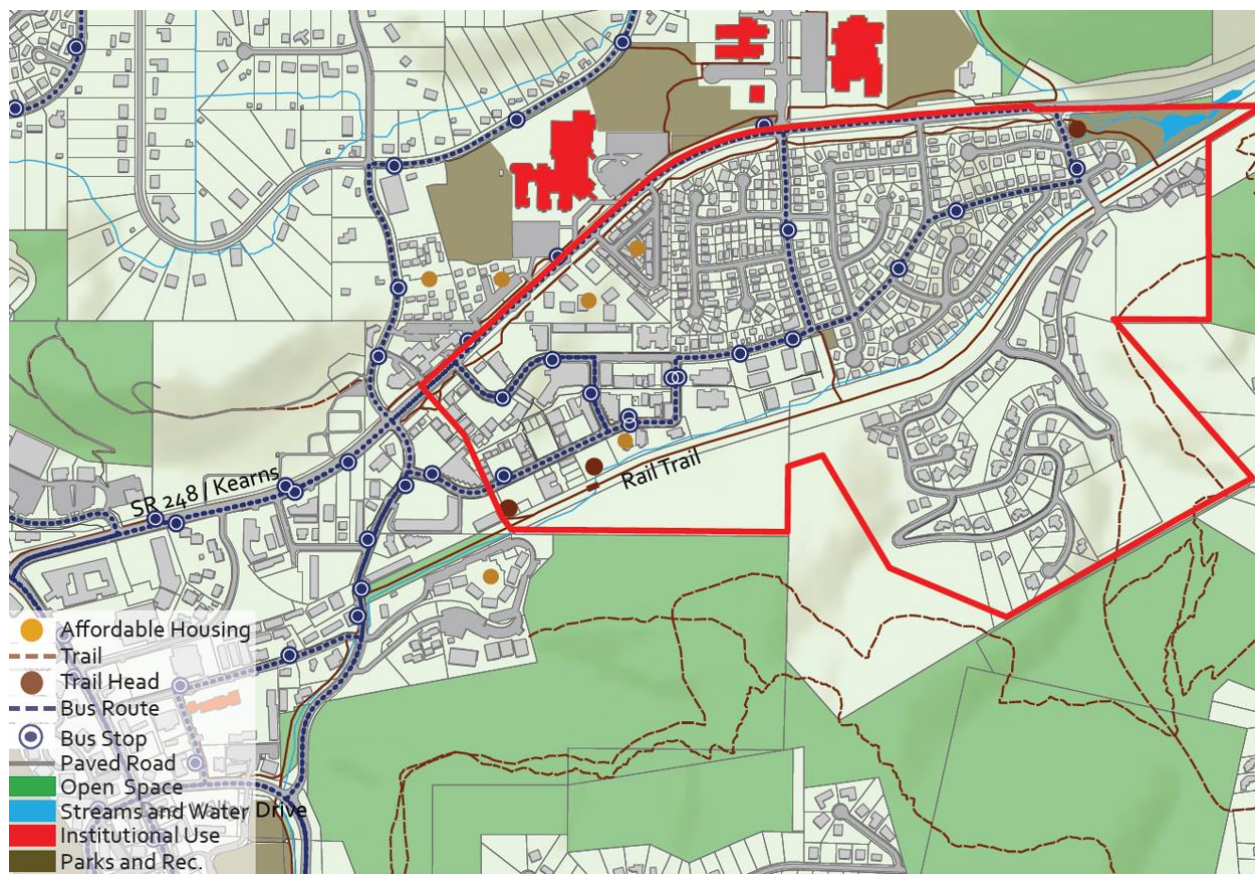 SR 248 / Kearns
Rail Trail
Affordable Housing
Trail
Trail Head
Bus Route
Bus Stop
Paved Road
Open Space
Streams and Water Drive
Institutional Use
Parks and Rec.